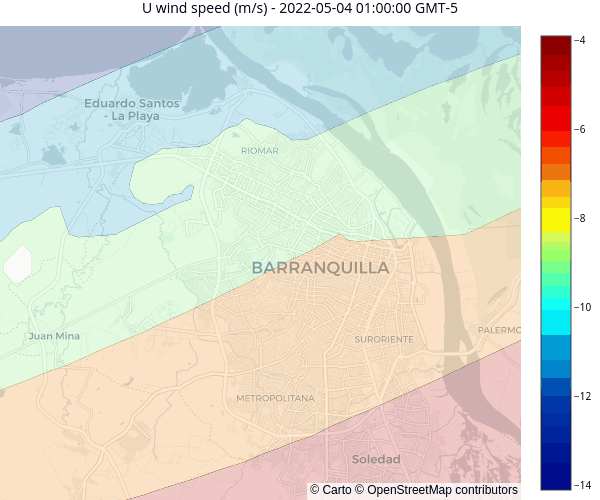 U wind speed (m/s) - 2022-05-04 01:00:00 GMT-5
−4
Eduardo Santos
- La Playa
−6
RIOMAR
−8
BARRANQUILLA
−10
Juan Mina
SURORIENTE
PALERMO
METROPOLITANA
−12
Soledad
−14
© Carto © OpenStreetMap contributors